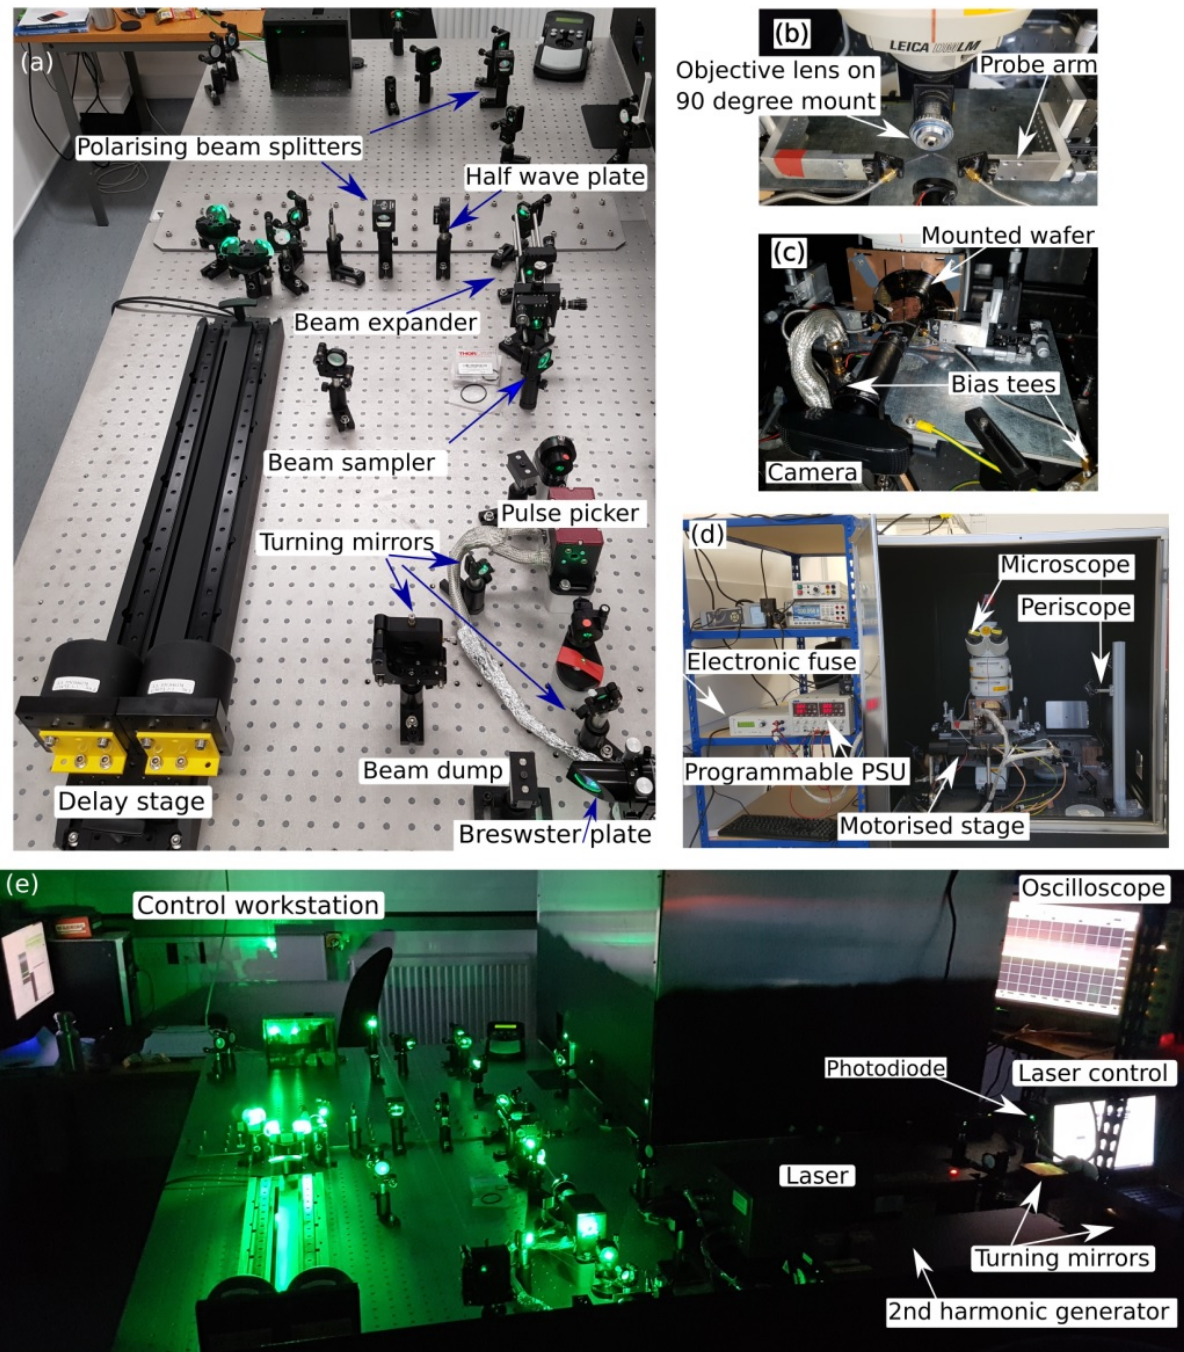 (a)
Polarising beam splitters
Half wave plate
Beam expander
THOR
Beam sampler
Pulse picker
Turning mirrors
Beam dump
Delay stage
Breswster plate
(b)
LEICA DMLM
Objective lens on
90 degree mount
Probe arm
(c)
Mounted wafer
Bias tees
Camera
(d)
Microscope
Periscope
Electronic fuse
Programmable PSU
Motorised stage
(e)
Control workstation
Oscilloscope
Photodiode
Laser control
Laser
Turning mirrors
2nd harmonic generator